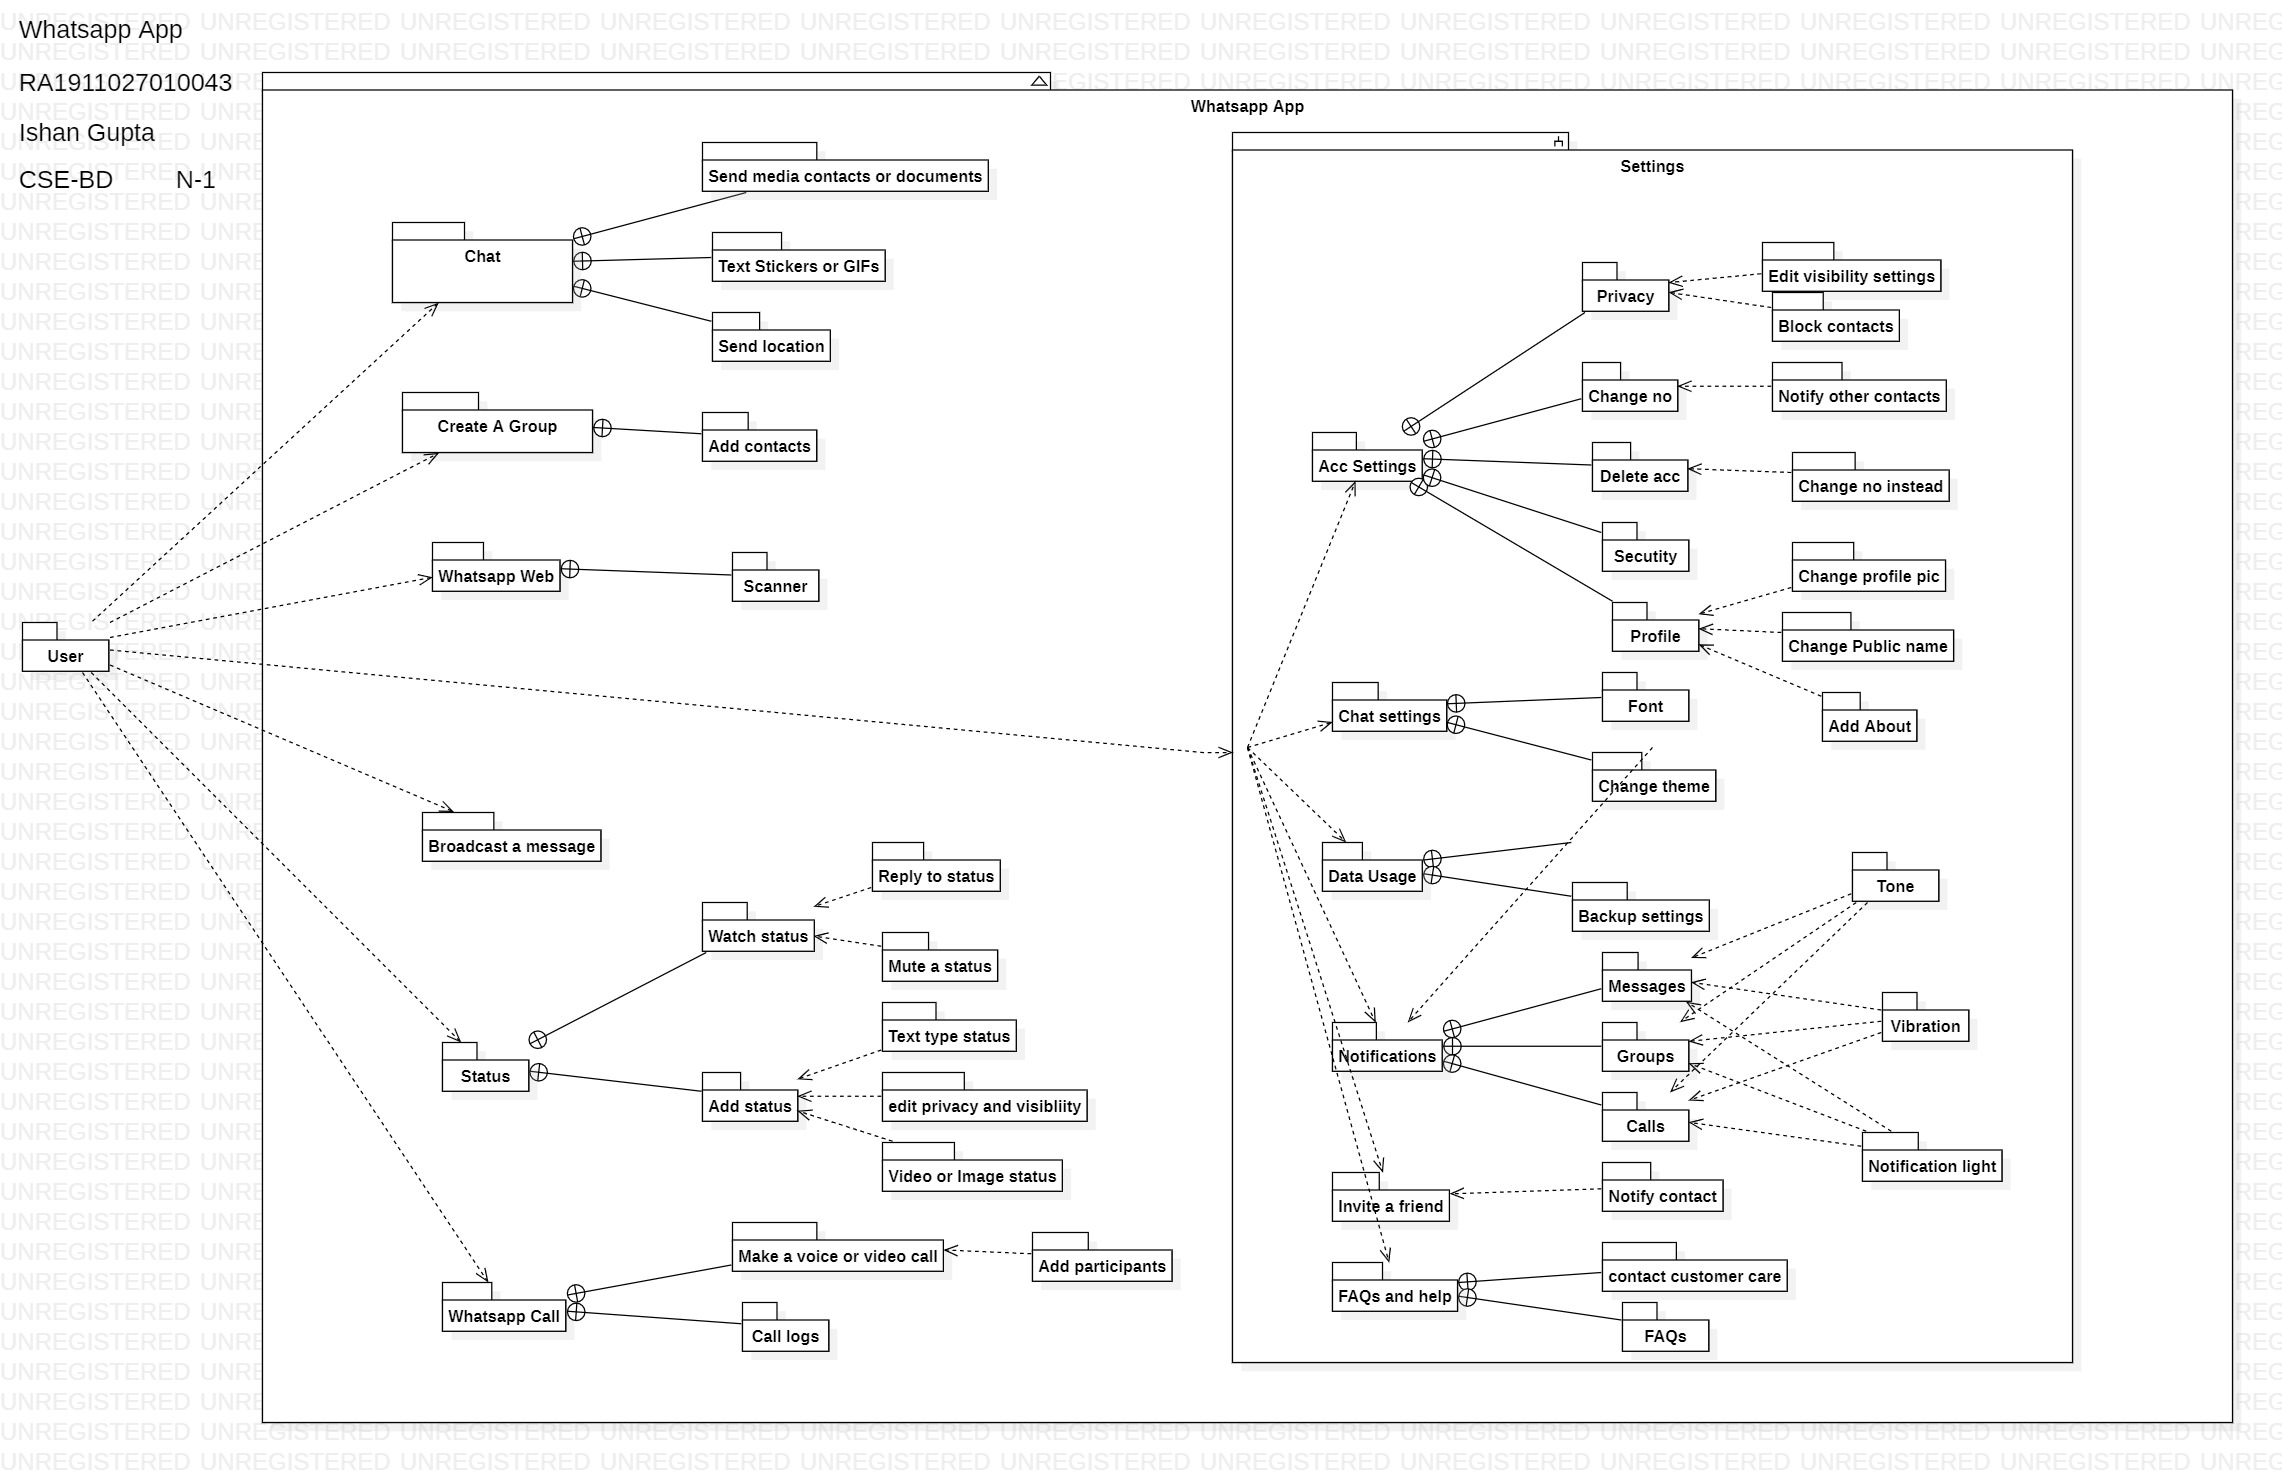 Whatsapp App
RA1911027010043
Ishan Gupta
CSE-BD N-1
UNREGISTERED UNREGISTERED UNREGISTERED UNREGISTERED UNREGISTERED UNREGISTERED UNREGISTERED UNREGISTERED UNREGISTERED UNREGISTERED UNREGISTERED
Whatsapp App
User
Chat
Send media contacts or documents
Text Stickers or GIFs
Send location
Create A Group
Add contacts
Whatsapp Web
Scanner
Broadcast a message
Status
Watch status
Reply to status
Mute a status
Add status
Text type status
edit privacy and visibliity
Video or Image status
Whatsapp Call
Make a voice or video call
Add participants
Call logs
Settings
Acc Settings
Privacy
Edit visibility settings
Block contacts
Change no
Notify other contacts
Delete acc
Change no instead
Secutity
Profile
Change profile pic
Change Public name
Add About
Chat settings
Font
Change theme
Data Usage
Backup settings
Notifications
Messages
Groups
Calls
Tone
Vibration
Notification light
Invite a friend
Notify contact
FAQs and help
contact customer care
FAQs